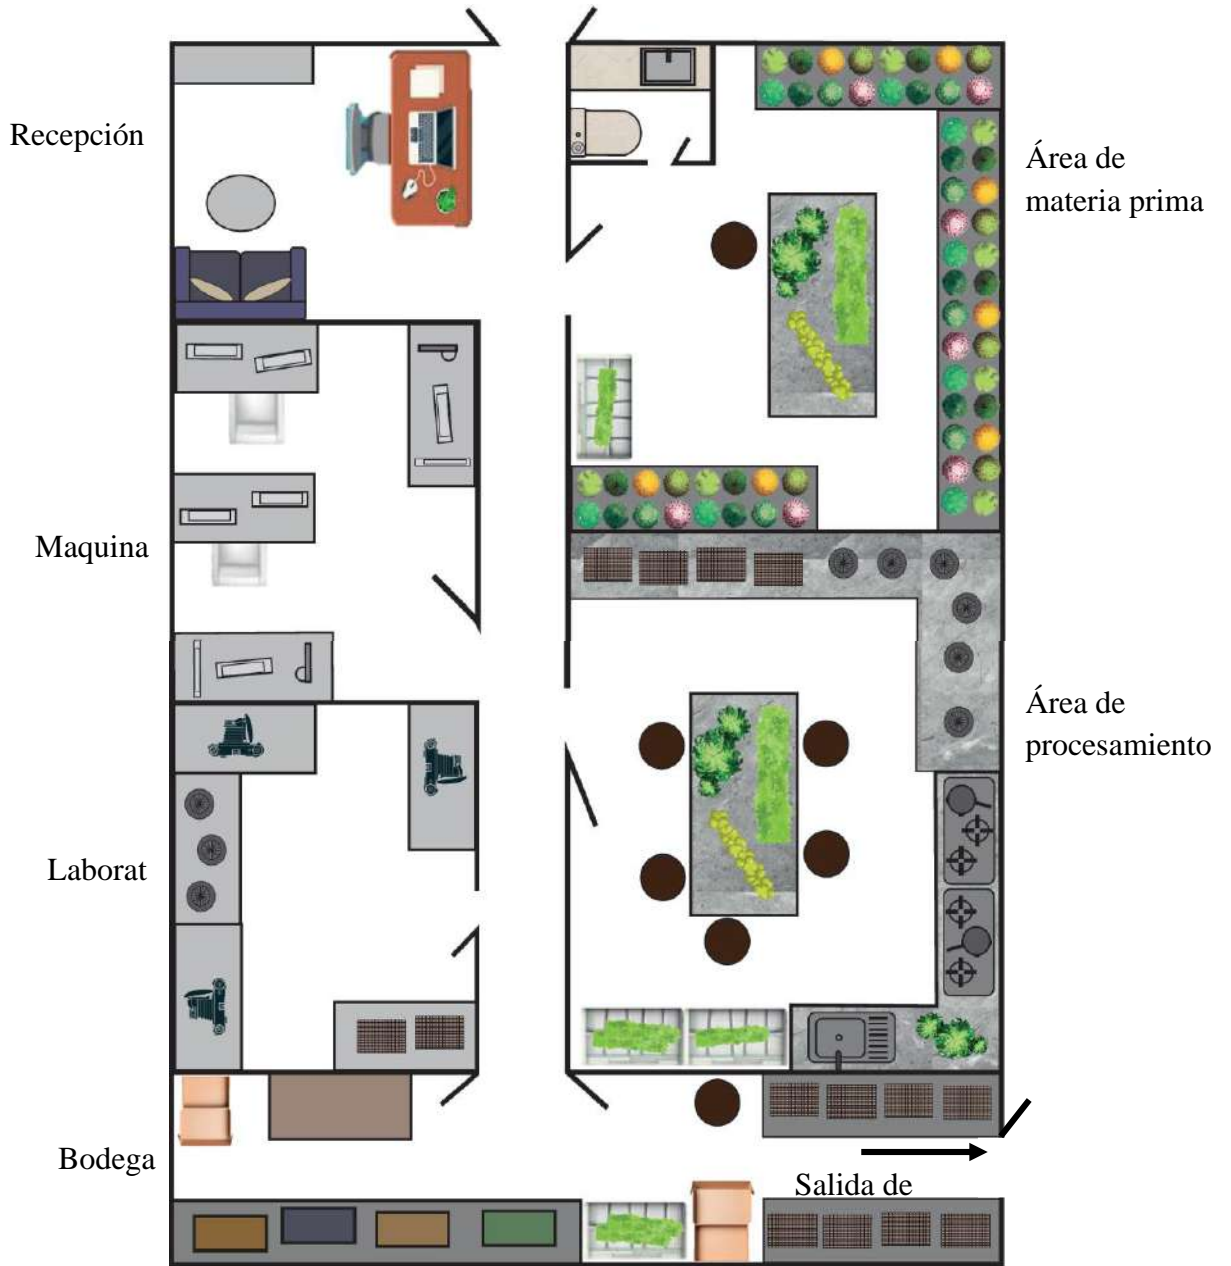 Recepción
Área de
materia prima
Maquina
Área de
procesamiento
Laborat
Bodega
Salida de